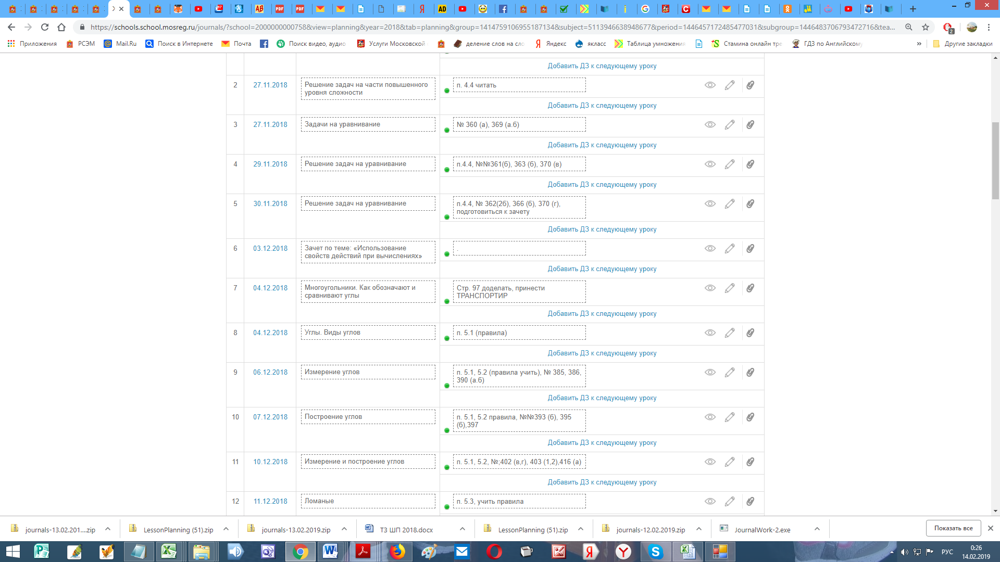 https://schools.school.mosreg.ru/journals/?school=2000000000758&view=planning&year=2018&tab=planning&group=1414759106955187134&subject=5113946638948677&period=1446457172485477031&subgroup=1446483706793472716&tea...
Приложения РСЭМ Mail.Ru Поиск в Интернете Почта Поиск видео, аудио Услуги Московской деление слов на сло Яндекс якласс Таблица умножения Стамина онлайн тре ГДЗ по Английскому » Другие закладки
Добавить ДЗ к следующему уроку
2 27.11.2018 Решение задач на части повышенного п. 4.4 читать
уровня сложности
Добавить ДЗ к следующему уроку
3 27.11.2018 Задачи на уравнивание № 360 (а), 369 (а.б)
Добавить ДЗ к следующему уроку
4 29.11.2018 Решение задач на уравнивание п.4.4, №№361(б), 363 (б), 370 (в)
Добавить ДЗ к следующему уроку
5 30.11.2018 Решение задач на уравнивание п.4.4, № 362(2б), 366 (б), 370 (г),
подготовиться к зачету
Добавить ДЗ к следующему уроку
6 03.12.2018 Зачет по теме: «Использование .
свойств действий при вычислениях»
Добавить ДЗ к следующему уроку
7 04.12.2018 Многоугольники. Как обозначают и Стр. 97 доделать, принести
сравнивают углы ТРАНСПОРТИР
Добавить ДЗ к следующему уроку
8 04.12.2018 Углы. Виды углов п. 5.1 (правила)
Добавить ДЗ к следующему уроку
9 06.12.2018 Измерение углов п. 5.1, 5.2 (правила учить), № 385, 386,
390 (а.б)
Добавить ДЗ к следующему уроку
10 07.12.2018 Построение углов п. 5.1, 5.2 правила, №№393 (б), 395
(б),397
Добавить ДЗ к следующему уроку
11 10.12.2018 Измерение и построение углов п. 5.1, 5.2, №;402 (в,г), 403 (1,2),416 (а)
Добавить ДЗ к следующему уроку
12 11.12.2018 Ломаные п. 5.3, учить правила
journals-13.02.201....zip LessonPlanning (51).zip journals-13.02.2019.zip ТЗ ШП 2018.docx LessonPlanning (51).zip journals-12.02.2019.zip JournalWork-2.exe Показать все
РУС 0:26
14.02.2019